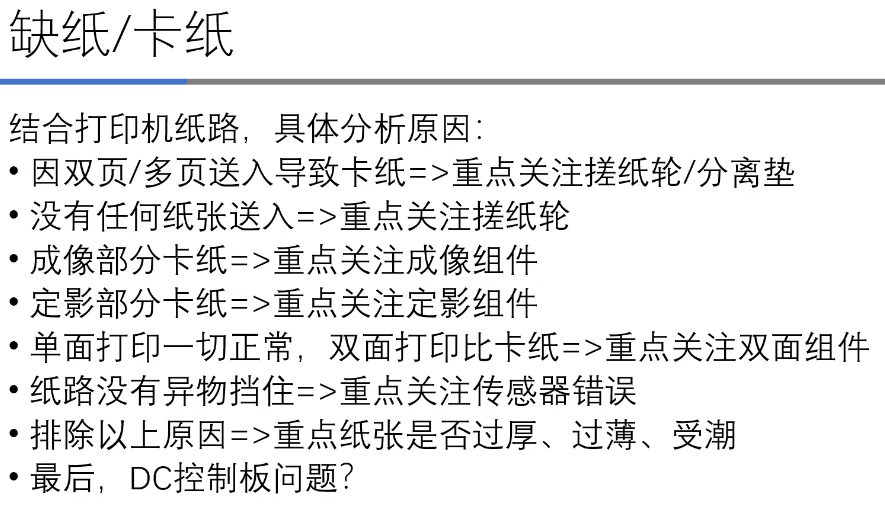 缺纸/卡纸
结合打印机纸路，具体分析原因：
• 因双页/多页送入导致卡纸=>重点关注搓纸轮/分离垫
• 没有任何纸张送入=>重点关注搓纸轮
• 成像部分卡纸=>重点关注成像组件
• 定影部分卡纸=>重点关注定影组件
• 单面打印一切正常，双面打印比卡纸=>重点关注双面组件
• 纸路没有异物挡住=>重点关注传感器错误
• 排除以上原因=>重点纸张是否过厚、过薄、受潮
• 最后，DC控制板问题？